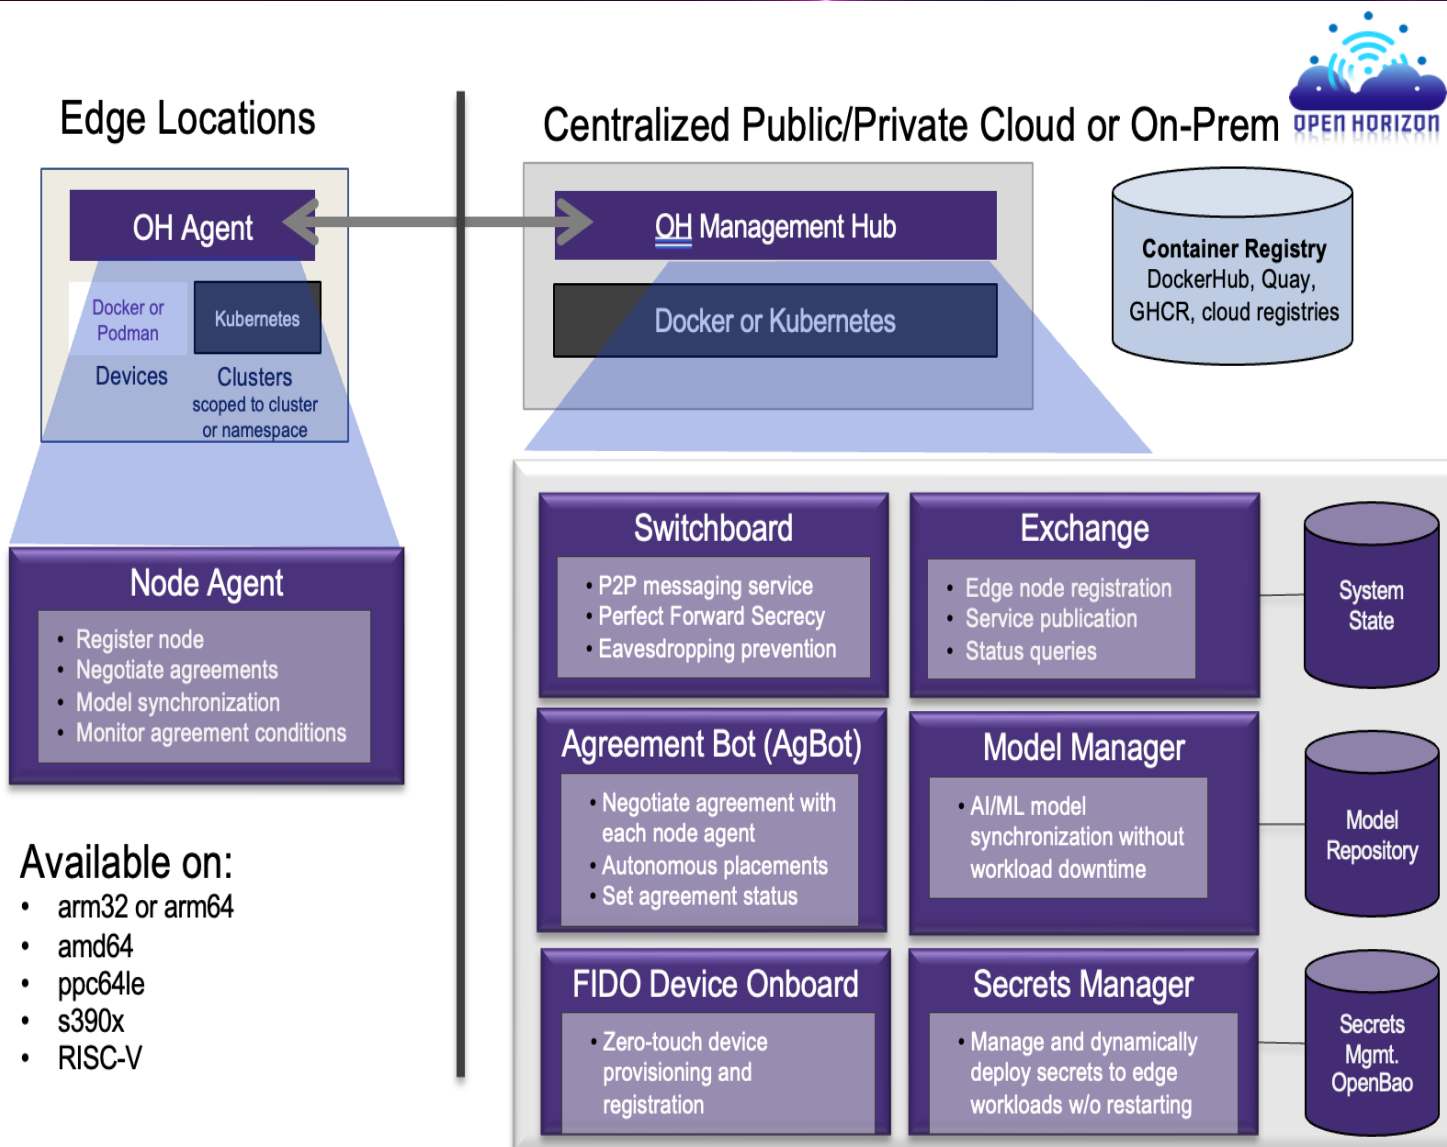 OPEN HORIZON
Edge Locations
Centralized Public/Private Cloud or On-Prem
OH Agent
Docker or
Podman
Kubernetes
Devices
Clusters
scoped to cluster
or namespace
OH Management Hub
Docker or Kubernetes
Container Registry
DockerHub, Quay,
GHCR, cloud registries
Node Agent
• Register node
• Negotiate agreements
• Model synchronization
• Monitor agreement conditions
Available on:
• arm32 or arm64
• amd64
• ppc64le
• s390x
• RISC-V
Switchboard
• P2P messaging service
• Perfect Forward Secrecy
• Eavesdropping prevention
Exchange
• Edge node registration
• Service publication
• Status queries
System
State
Agreement Bot (AgBot)
• Negotiate agreement with
each node agent
• Autonomous placements
• Set agreement status
Model Manager
• AI/ML model
synchronization without
workload downtime
Model
Repository
FIDO Device Onboard
• Zero-touch device
provisioning and
registration
Secrets Manager
• Manage and dynamically
deploy secrets to edge
workloads w/o restarting
Secrets
Mgmt.
OpenBao